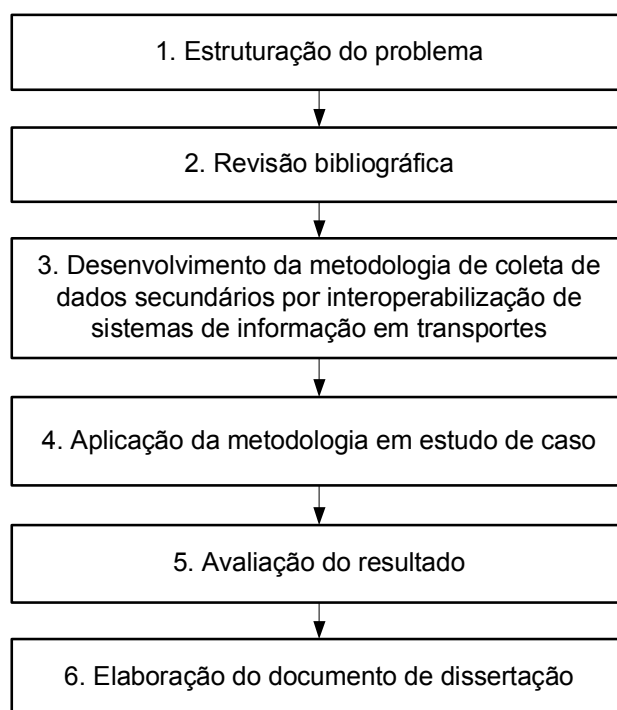 1. Estruturação do problema
2. Revisão bibliográfica
3. Desenvolvimento da metodologia de coleta de
dados secundários por interoperabilização de
sistemas de informação em transportes
4. Aplicação da metodologia em estudo de caso
5. Avaliação do resultado
6. Elaboração do documento de dissertação